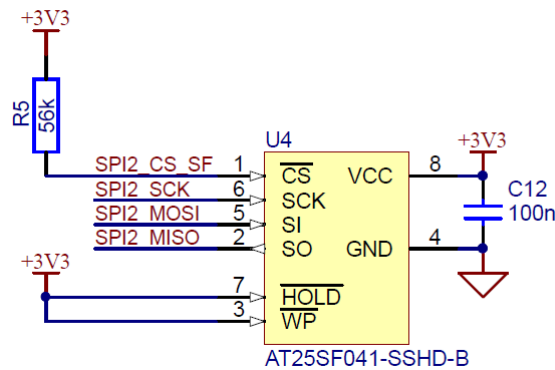 +3V3
R5
56k
U4
+3V3
SPI2_CS_SF 1 CS VCC 8
SPI2_SCK 6 SCK
SPI2_MOSI 5 SI
SPI2_MISO 2 SO GND 4
C12
100n
+3V3
7 HOLD
3 WP
AT25SF041-SSHD-B